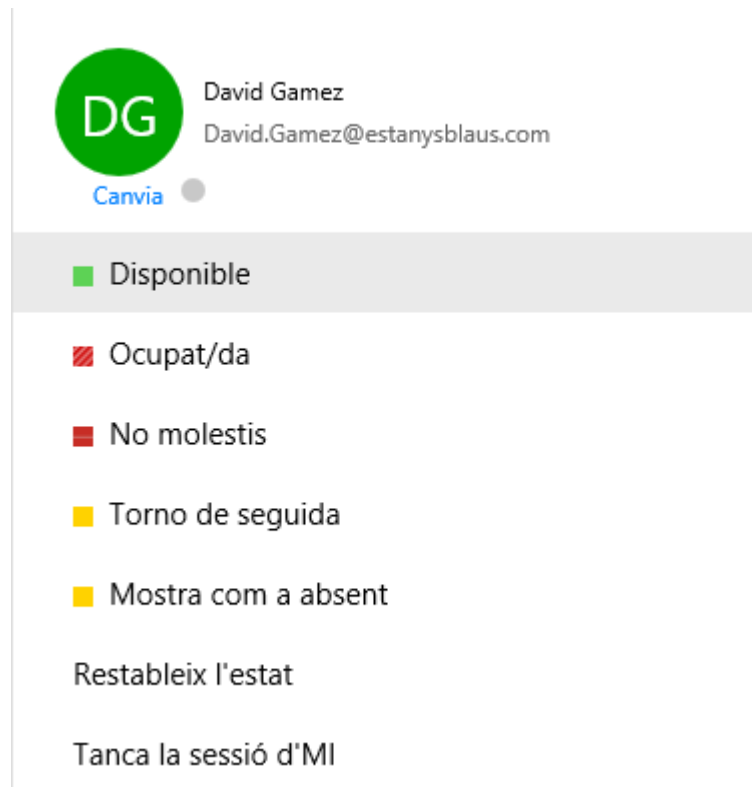 DG
David Gamez
David.Gamez@estanysblaus.com
Canvia
Disponible
Ocupat/da
No molestis
Torno de seguida
Mostra com a absent
Restableix l'estat
Tanca la sessió d'MI